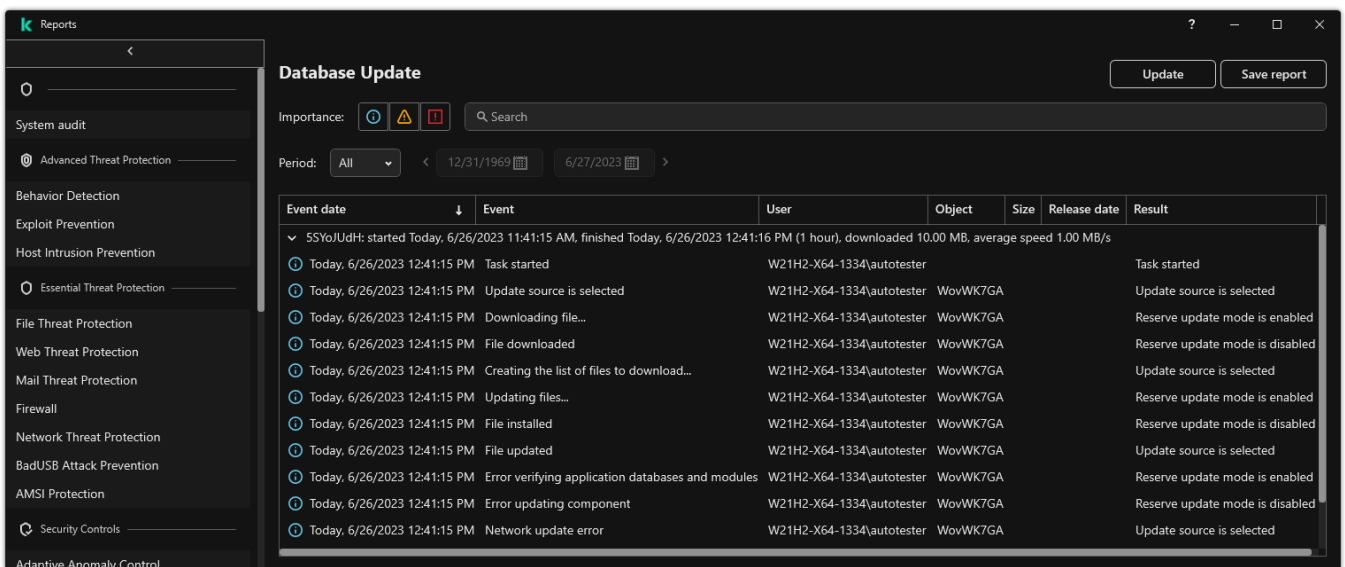 Reports
?
Database Update
Update
Save report
Importance:
Search
Period:
All
12/31/1969
6/27/2023
System audit
Advanced Threat Protection
Behavior Detection
Exploit Prevention
Host Intrusion Prevention
Essential Threat Protection
File Threat Protection
Web Threat Protection
Mail Threat Protection
Firewall
Network Threat Protection
BadUSB Attack Prevention
AMSI Protection
Security Controls
Adaptive Anomaly Control
Event date Event User Object Size Release date Result
5SYoJUdH: started Today, 6/26/2023 11:41:15 AM, finished Today, 6/26/2023 12:41:16 PM (1 hour), downloaded 10.00 MB, average speed 1.00 MB/s
Today, 6/26/2023 12:41:15 PM Task started W21H2-X64-1334\autotester Task started
Today, 6/26/2023 12:41:15 PM Update source is selected W21H2-X64-1334\autotester WovWK7GA Update source is selected
Today, 6/26/2023 12:41:15 PM Downloading file... W21H2-X64-1334\autotester WovWK7GA Reserve update mode is enabled
Today, 6/26/2023 12:41:15 PM File downloaded W21H2-X64-1334\autotester WovWK7GA Reserve update mode is disabled
Today, 6/26/2023 12:41:15 PM Creating the list of files to download... W21H2-X64-1334\autotester WovWK7GA Update source is selected
Today, 6/26/2023 12:41:15 PM Updating files... W21H2-X64-1334\autotester WovWK7GA Reserve update mode is enabled
Today, 6/26/2023 12:41:15 PM File installed W21H2-X64-1334\autotester WovWK7GA Reserve update mode is disabled
Today, 6/26/2023 12:41:15 PM File updated W21H2-X64-1334\autotester WovWK7GA Update source is selected
Today, 6/26/2023 12:41:15 PM Error verifying application databases and modules W21H2-X64-1334\autotester WovWK7GA Reserve update mode is enabled
Today, 6/26/2023 12:41:15 PM Error updating component W21H2-X64-1334\autotester WovWK7GA Reserve update mode is disabled
Today, 6/26/2023 12:41:15 PM Network update error W21H2-X64-1334\autotester WovWK7GA Update source is selected